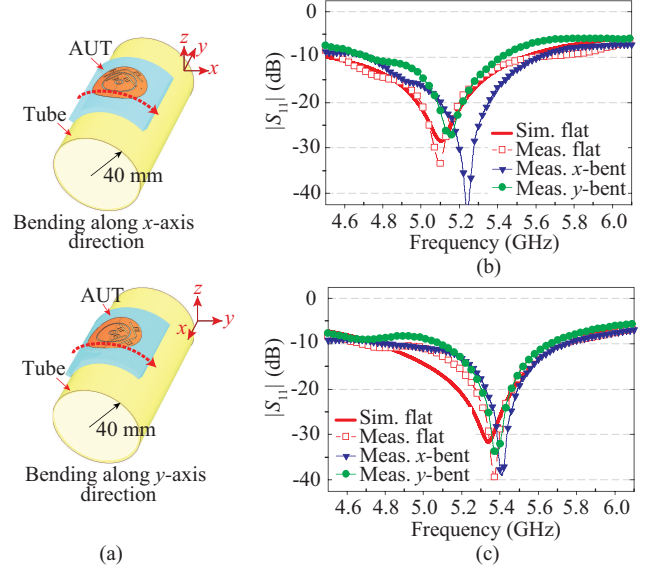 AUT
z
y
x
Tube
40 mm
Bending along x-axis
direction
AUT
z
x
y
Tube
40 mm
Bending along y-axis
direction
(a)
0
-10
-20
-30
-40
|S11| (dB)
Sim. flat
Meas. flat
Meas. x-bent
Meas. y-bent
4.6 4.8 5.0 5.2 5.4 5.6 5.8 6.0
Frequency (GHz)
(b)
0
-10
-20
-30
-40
|S11| (dB)
Sim. flat
Meas. flat
Meas. x-bent
Meas. y-bent
4.6 4.8 5.0 5.2 5.4 5.6 5.8 6.0
Frequency (GHz)
(c)